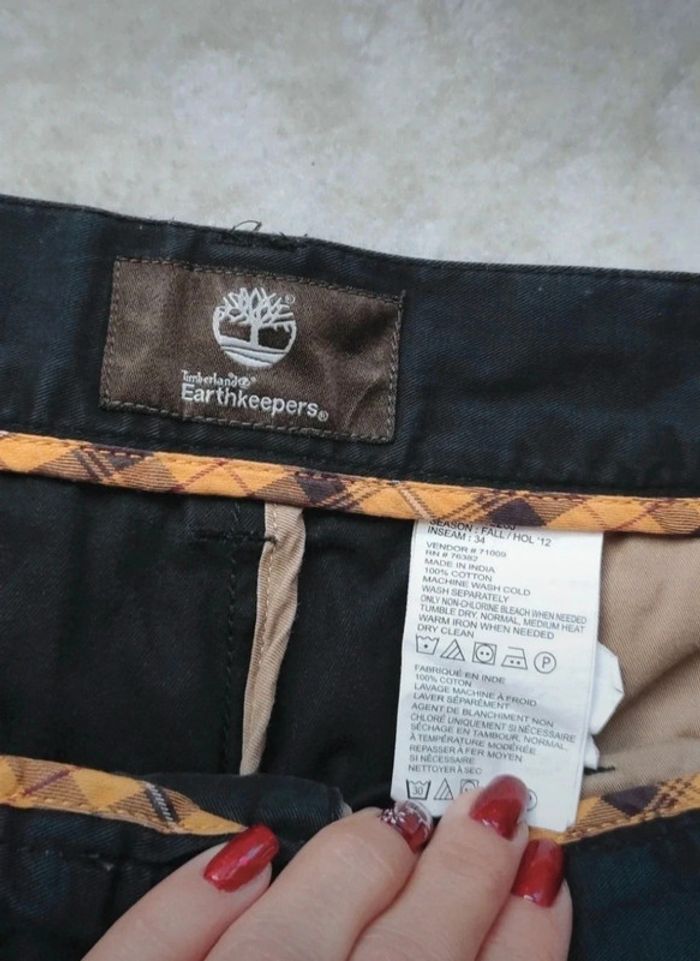 Timberland
Earthkeepers®
SEASON : FALL / HOL '12
INSEAM : 34
VENDOR # 71009
RN # 76382
MADE IN INDIA
100% COTTON
MACHINE WASH COLD
WASH SEPARATELY
ONLY NON-CHLORINE BLEACH WHEN NEEDED
TUMBLE DRY, NORMAL, MEDIUM HEAT
WARM IRON WHEN NEEDED
DRY CLEAN
P
FABRIQUÉ EN INDE
100% COTON
LAVAGE MACHINE À FROID
LAVER SÉPARÉMENT
AGENT DE BLANCHIMENT NON
CHLORÉ UNIQUEMENT SI NÉCESSAIRE
SÉCHAGE EN TAMBOUR, NORMAL,
À TEMPÉRATURE MODÉRÉE
REPASSER A FER MOYEN
SI NÉCESSAIRE
NETTOYER À SEC
30